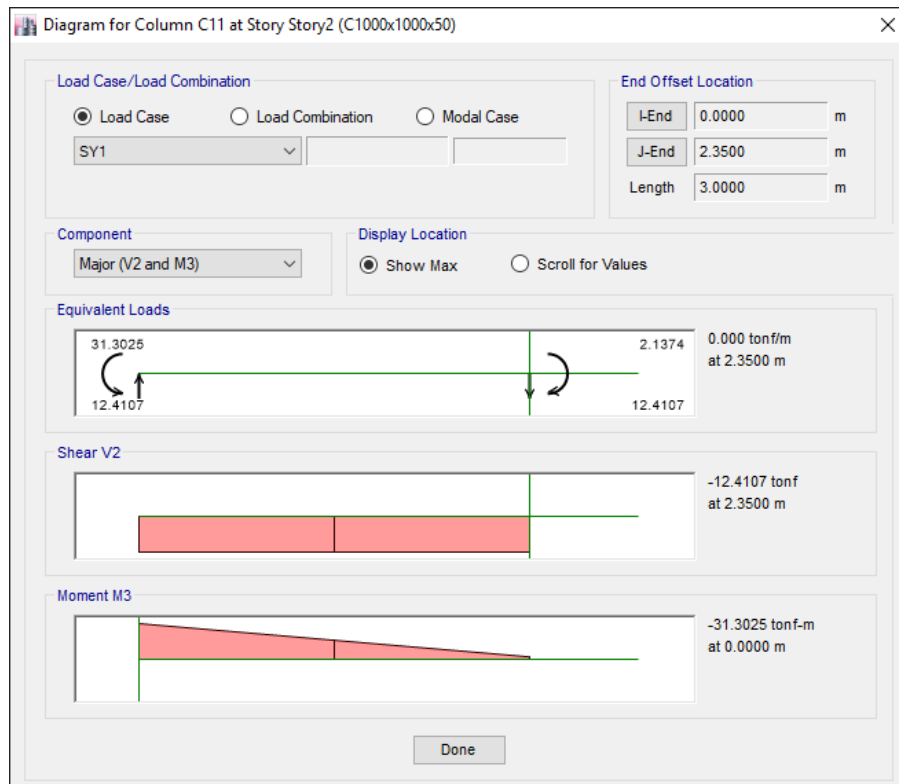 Diagram for Column C11 at Story Story2 (C1000x1000x50)
Load Case/Load Combination
Load Case
Load Combination
Modal Case
SY1
End Offset Location
I-End 0.0000 m
J-End 2.3500 m
Length 3.0000 m
Component
Major (V2 and M3)
Display Location
Show Max
Scroll for Values
Equivalent Loads
31.3025
2.1374
12.4107
12.4107
0.000 tonf/m
at 2.3500 m
Shear V2
-12.4107 tonf
at 2.3500 m
Moment M3
-31.3025 tonf-m
at 0.0000 m
Done